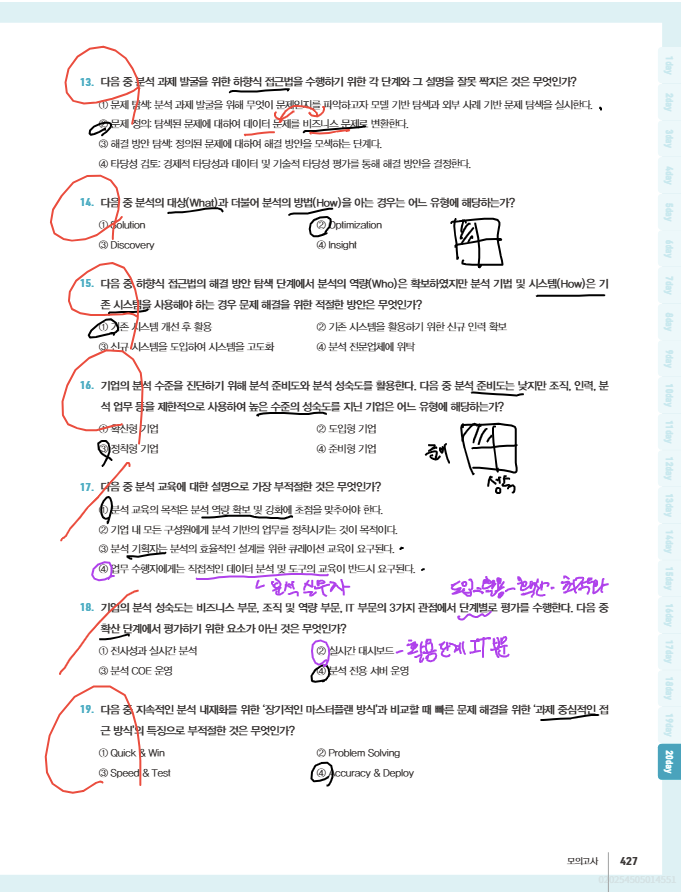 13. 다음 중 분석 과제 발굴을 위한 하향식 접근법을 수행하기 위한 각 단계와 그 설명을 잘못 짝지은 것은 무엇인가?
① 문제 탐색: 분석 과제 발굴을 위해 무엇이 문제인지를 파악하고자 모델 기반 탐색과 외부 사례 기반 문제 탐색을 실시한다.
② 문제 정의: 탐색된 문제에 대하여 데이터 문제를 비즈니스 문제로 변환한다.
③ 해결 방안 탐색: 정의된 문제에 대하여 해결 방안을 모색하는 단계다.
④ 타당성 검토: 경제적 타당성과 데이터 및 기술적 타당성 평가를 통해 해결 방안을 결정한다.
14. 다음 중 분석의 대상(What)과 더불어 분석의 방법(How)을 아는 경우는 어느 유형에 해당하는가?
① Solution ② Optimization
③ Discovery ④ Insight
15. 다음 중 하향식 접근법의 해결 방안 탐색 단계에서 분석의 역량(Who)은 확보하였지만 분석 기법 및 시스템(How)은 기
존 시스템을 사용해야 하는 경우 문제 해결을 위한 적절한 방안은 무엇인가?
① 기존 시스템 개선 후 활용 ② 기존 시스템을 활용하기 위한 신규 인력 확보
③ 신규 시스템을 도입하여 시스템을 고도화 ④ 분석 전문업체에 위탁
16. 기업의 분석 수준을 진단하기 위해 분석 준비도와 분석 성숙도를 활용한다. 다음 중 분석 준비도는 낮지만 조직, 인력, 분
석 업무 등을 제한적으로 사용하여 높은 수준의 성숙도를 지닌 기업은 어느 유형에 해당하는가?
① 확산형 기업 ② 도입형 기업
③ 정착형 기업 ④ 준비형 기업
준비
성숙
17. 다음 중 분석 교육에 대한 설명으로 가장 부적절한 것은 무엇인가?
① 분석 교육의 목적은 분석 역량 확보 및 강화에 초점을 맞추어야 한다.
② 기업 내 모든 구성원에게 분석 기반의 업무를 정착시키는 것이 목적이다.
③ 분석 기획자는 분석의 효율적인 설계를 위한 큐레이션 교육이 요구된다.
④ 업무 수행자에게는 직접적인 데이터 분석 및 도구의 교육이 반드시 요구된다.
분석 실무자
도입-활용-확산-최적화
18. 기업의 분석 성숙도는 비즈니스 부문, 조직 및 역량 부문, IT 부문의 3가지 관점에서 단계별로 평가를 수행한다. 다음 중
확산 단계에서 평가하기 위한 요소가 아닌 것은 무엇인가?
① 전사성과 실시간 분석 ② 실시간 대시보드 - 활용단계 IT부문
③ 분석 COE 운영 ④ 분석 전용 서버 운영
19. 다음 중 지속적인 분석 내재화를 위한 '장기적인 마스터플랜 방식'과 비교할 때 빠른 문제 해결을 위한 '과제 중심적인 접
근 방식'의 특징으로 부적절한 것은 무엇인가?
① Quick & Win ② Problem Solving
③ Speed & Test ④ Accuracy & Deploy
1day
2day
3day
4day
5day
6day
7day
8day
9day
10day
11day
12day
13day
14day
15day
16day
17day
18day
19day
20day
모의고사 427